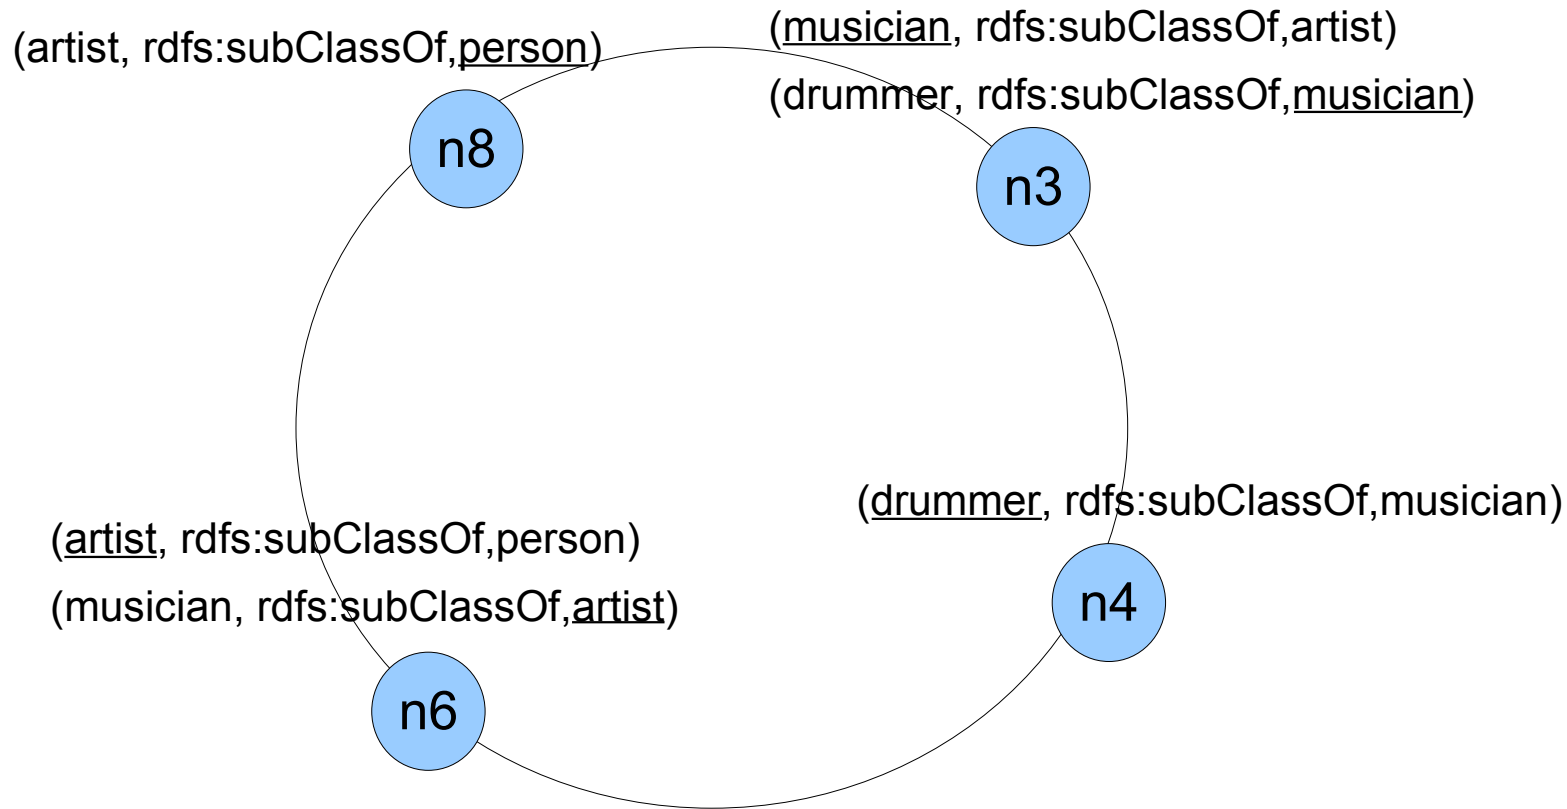 (artist, rdfs:subClassOf,person)
(musician, rdfs:subClassOf,artist)
(drummer, rdfs:subClassOf,musician)
n8
n3
(drummer, rdfs:subClassOf,musician)
(artist, rdfs:subClassOf,person)
(musician, rdfs:subClassOf,artist)
n4
n6